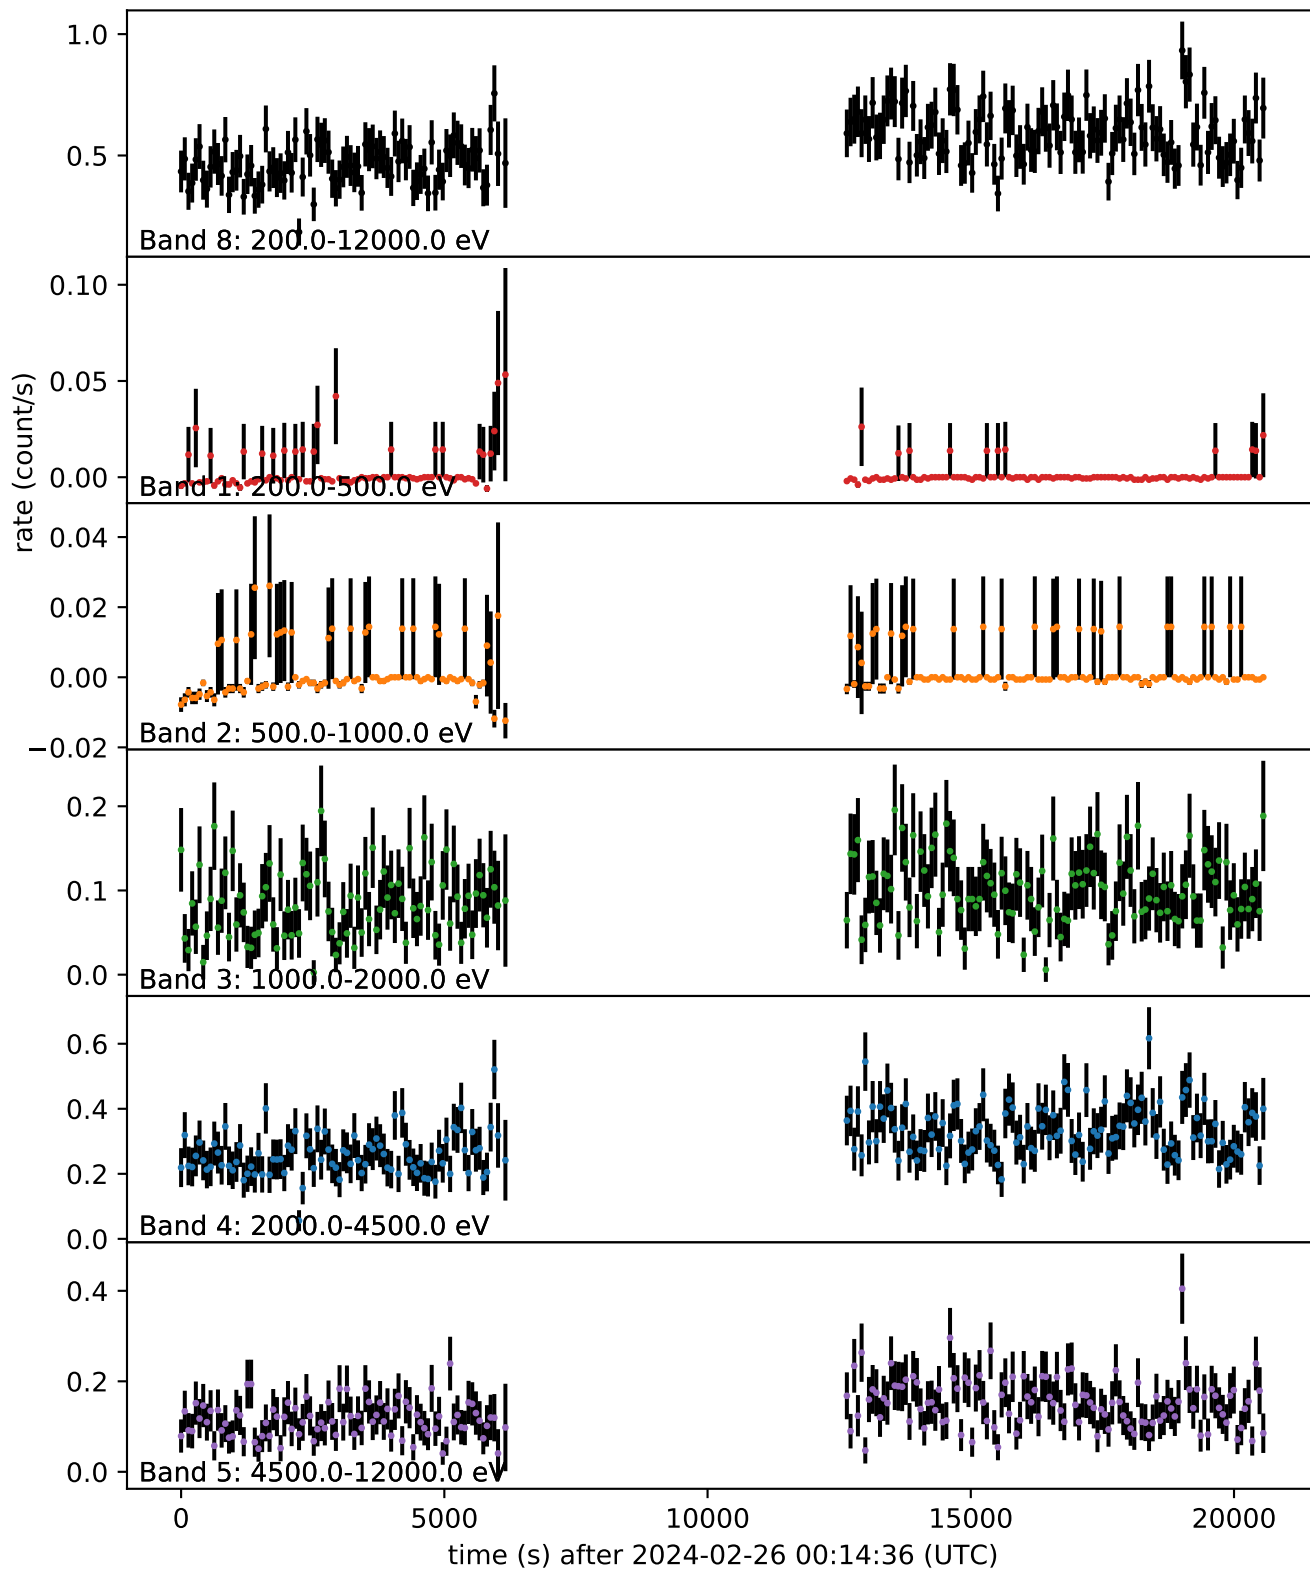 1.0
0.5
Band 8: 200.0-12000.0 eV
0.10
0.05
0.00
Band 1: 200.0-500.0 eV
rate (count/s)
0.04
0.02
0.00
−0.02
Band 2: 500.0-1000.0 eV
0.2
0.1
0.0
Band 3: 1000.0-2000.0 eV
0.6
0.4
0.2
0.0
Band 4: 2000.0-4500.0 eV
0.4
0.2
0.0
Band 5: 4500.0-12000.0 eV
0 5000 10000 15000 20000
time (s) after 2024-02-26 00:14:36 (UTC)